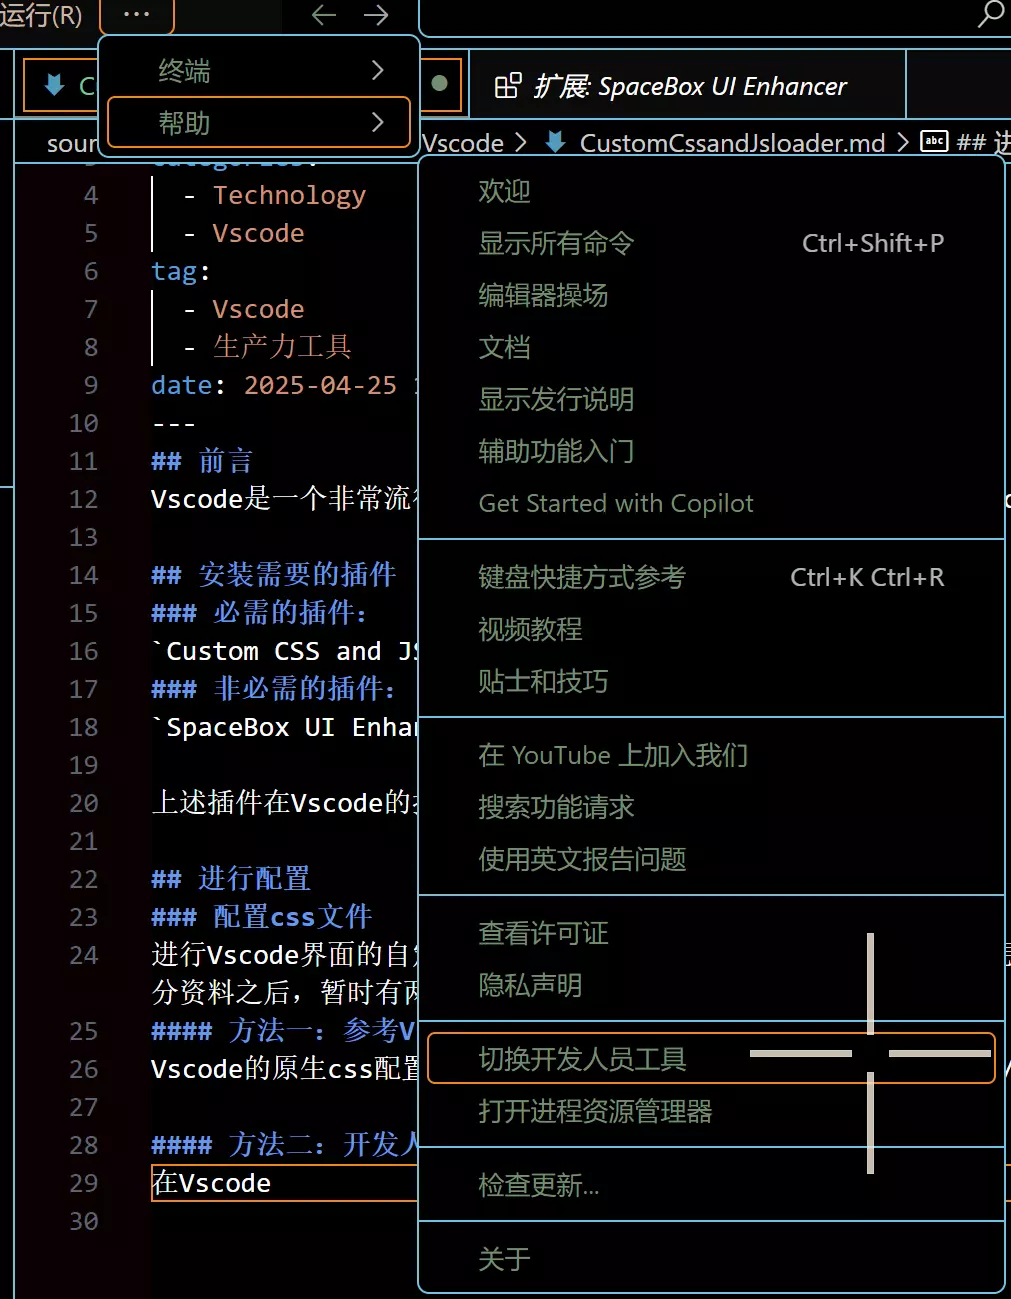 运行(R) ···
终端
C
扩展: SpaceBox UI Enhancer
帮助
Vscode > CustomCssandJsloader.md > abc ##
4 - Technology
5 - Vscode
6 tag:
7 - Vscode
8 - 生产力工具
9 date: 2025-04-25
10 ---
11 ## 前言
12 Vscode是一个非常流
13
14 ## 安装需要的插件
15 ### 必需的插件:
16 `Custom CSS and JS
17 ### 非必需的插件:
18 `SpaceBox UI Enhan
19
20 上述插件在Vscode的
21
22 ## 进行配置
23 ### 配置css文件
24 进行Vscode界面的自
分资料之后，暂时有
25 #### 方法一: 参考V
26 Vscode的原生css配置
27
28 #### 方法二: 开发人
29 在Vscode
30
欢迎
显示所有命令 Ctrl+Shift+P
编辑器操场
文档
显示发行说明
辅助功能入门
Get Started with Copilot
键盘快捷方式参考 Ctrl+K Ctrl+R
视频教程
贴士和技巧
在 YouTube 上加入我们
搜索功能请求
使用英文报告问题
查看许可证
隐私声明
切换开发人员工具
打开进程资源管理器
检查更新...
关于